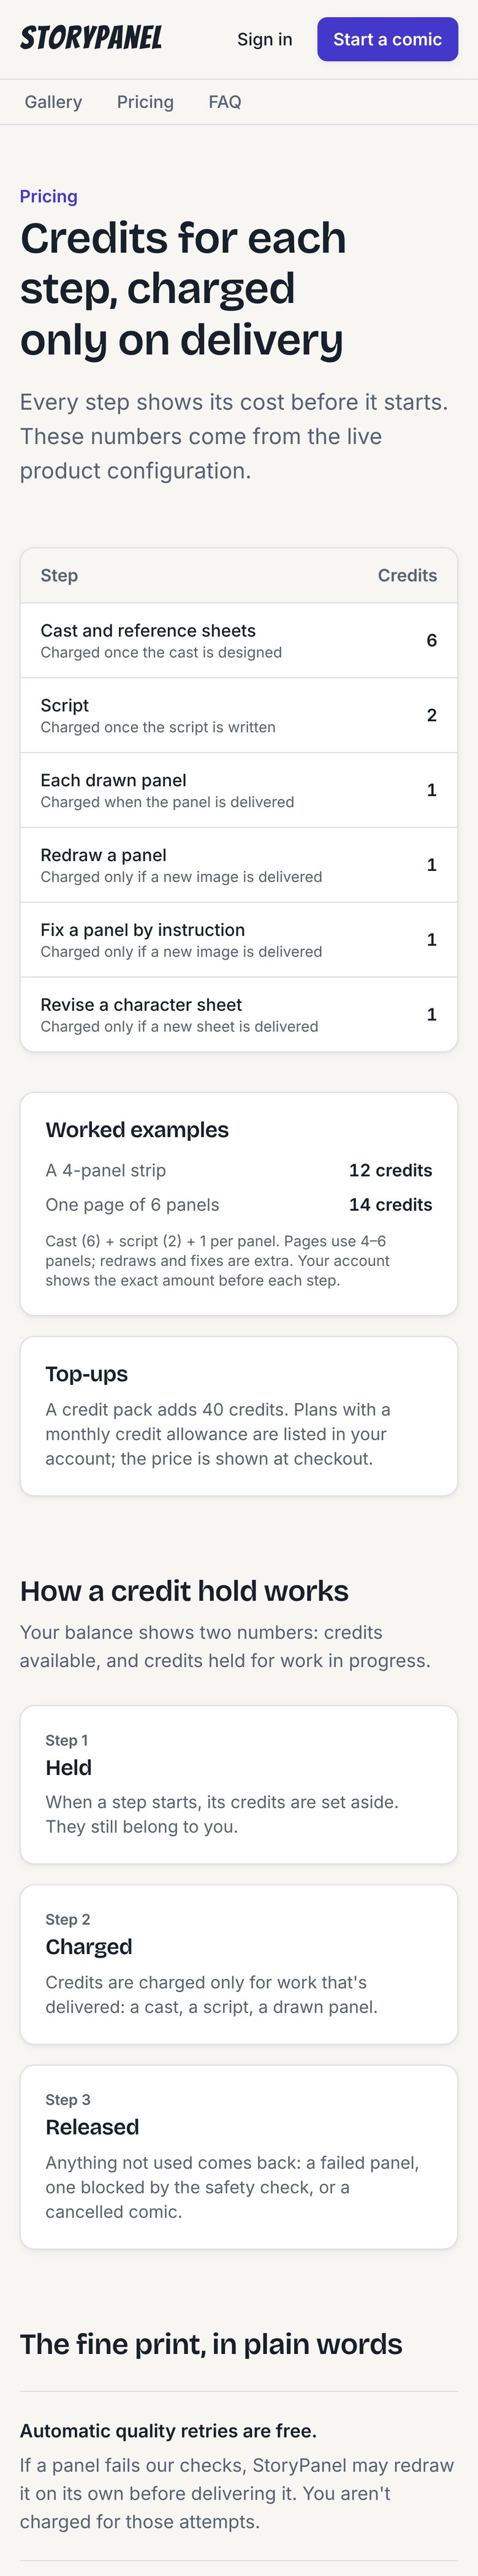 STORYPANEL
Sign in
Start a comic
Gallery
Pricing
FAQ
Pricing
Credits for each
step, charged
only on delivery
Every step shows its cost before it starts.
These numbers come from the live
product configuration.
Step
Credits
Cast and reference sheets
Charged once the cast is designed
6
Script
Charged once the script is written
2
Each drawn panel
Charged when the panel is delivered
1
Redraw a panel
Charged only if a new image is delivered
1
Fix a panel by instruction
Charged only if a new image is delivered
1
Revise a character sheet
Charged only if a new sheet is delivered
1
Worked examples
A 4-panel strip
12 credits
One page of 6 panels
14 credits
Cast (6) + script (2) + 1 per panel. Pages use 4–6
panels; redraws and fixes are extra. Your account
shows the exact amount before each step.
Top-ups
A credit pack adds 40 credits. Plans with a
monthly credit allowance are listed in your
account; the price is shown at checkout.
How a credit hold works
Your balance shows two numbers: credits
available, and credits held for work in progress.
Step 1
Held
When a step starts, its credits are set aside.
They still belong to you.
Step 2
Charged
Credits are charged only for work that's
delivered: a cast, a script, a drawn panel.
Step 3
Released
Anything not used comes back: a failed panel,
one blocked by the safety check, or a
cancelled comic.
The fine print, in plain words
Automatic quality retries are free.
If a panel fails our checks, StoryPanel may redraw
it on its own before delivering it. You aren't
charged for those attempts.